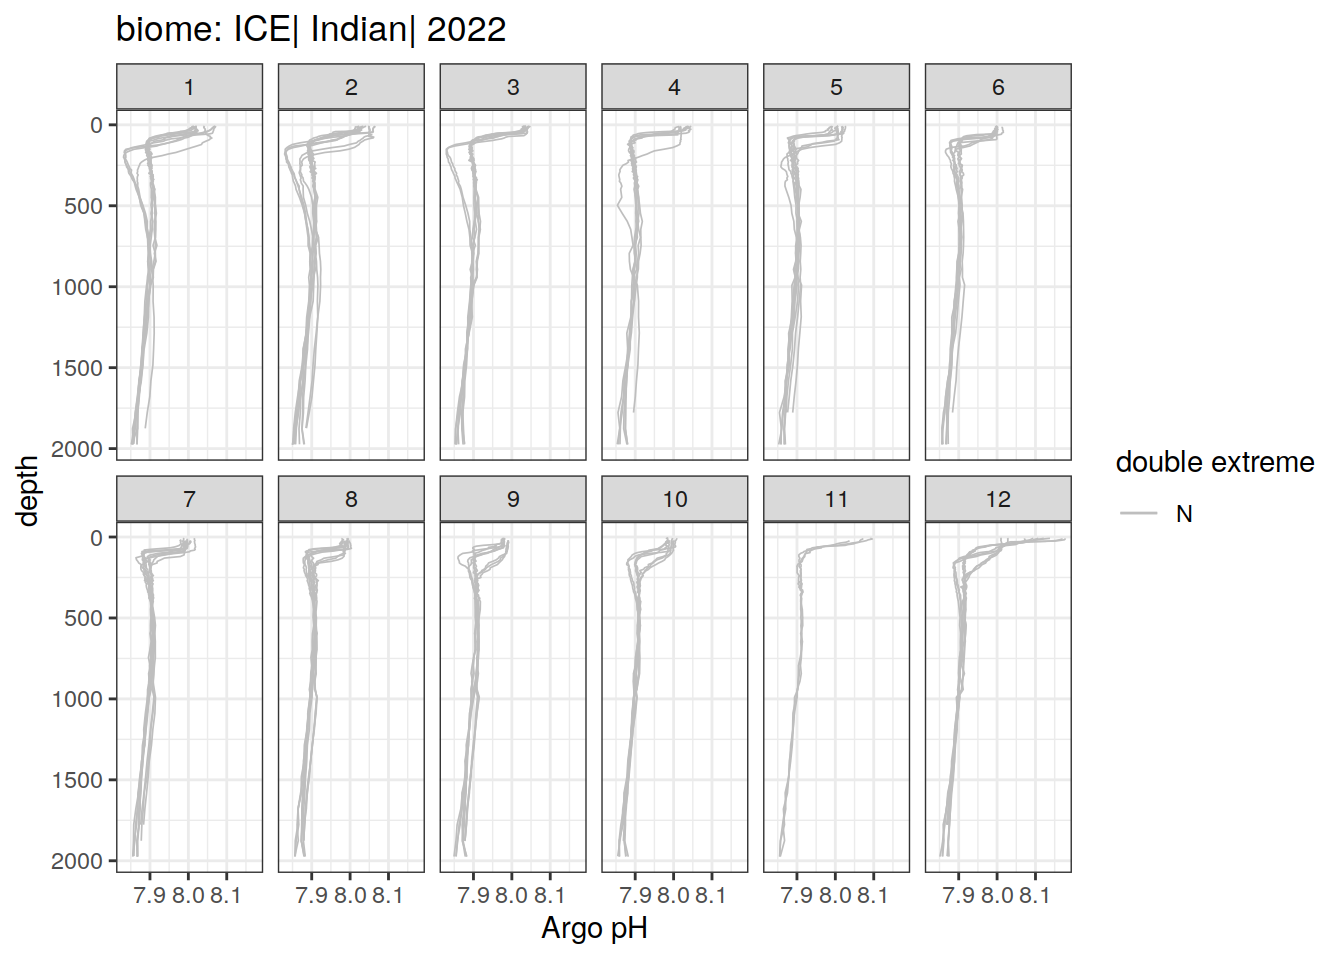 biome: ICE| Indian| 2022
1 2 3 4 5 6
0
500
1000
1500
2000
7 8 9 10 11 12
0
500
1000
1500
2000
7.9 8.0 8.1 7.9 8.0 8.1 7.9 8.0 8.1 7.9 8.0 8.1 7.9 8.0 8.1 7.9 8.0 8.1
Argo pH
depth
double extreme
N